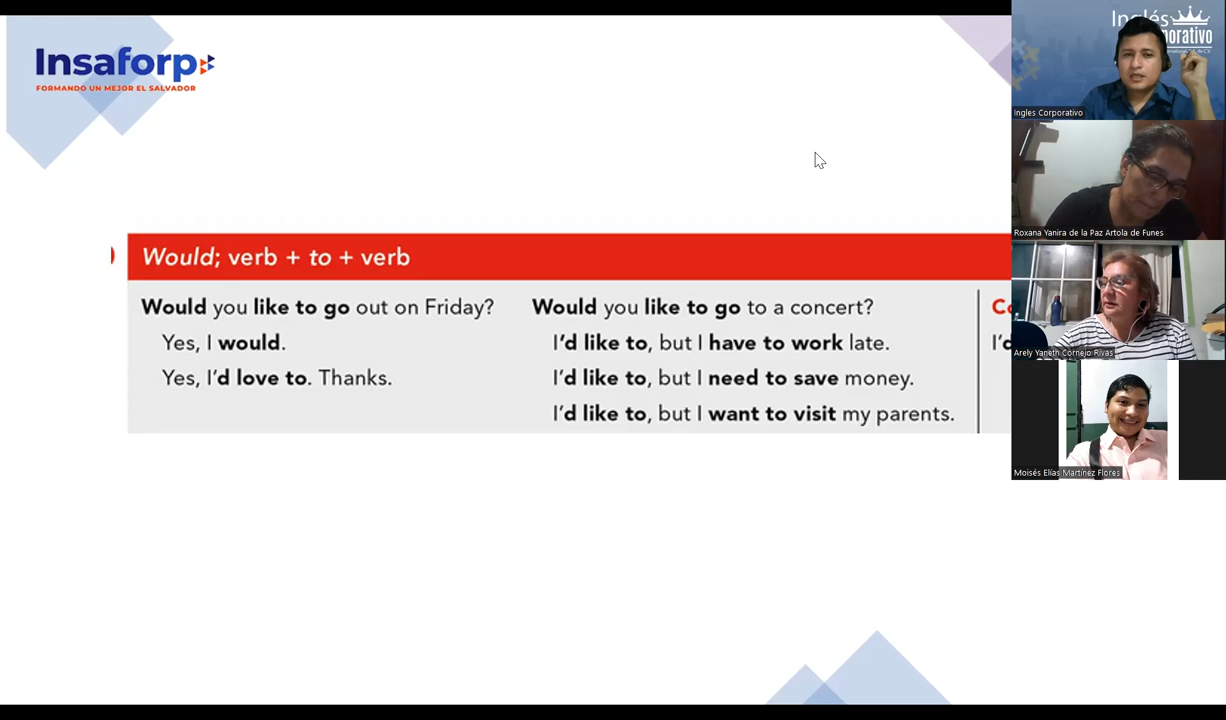 Insaforp
FORMANDO UN MEJOR EL SALVADOR
Would; verb + to + verb
Would you like to go out on Friday?
Yes, I would.
Yes, I'd love to. Thanks.
Would you like to go to a concert?
I'd like to, but I have to work late.
I'd like to, but I need to save money.
I'd like to, but I want to visit my parents.
Inglés
Ingles Corporativo
Roxana Yanira de la Paz Artola de Funes
Arely Yaneth Cornejo Rivas
Moisés Elías Martínez Flores